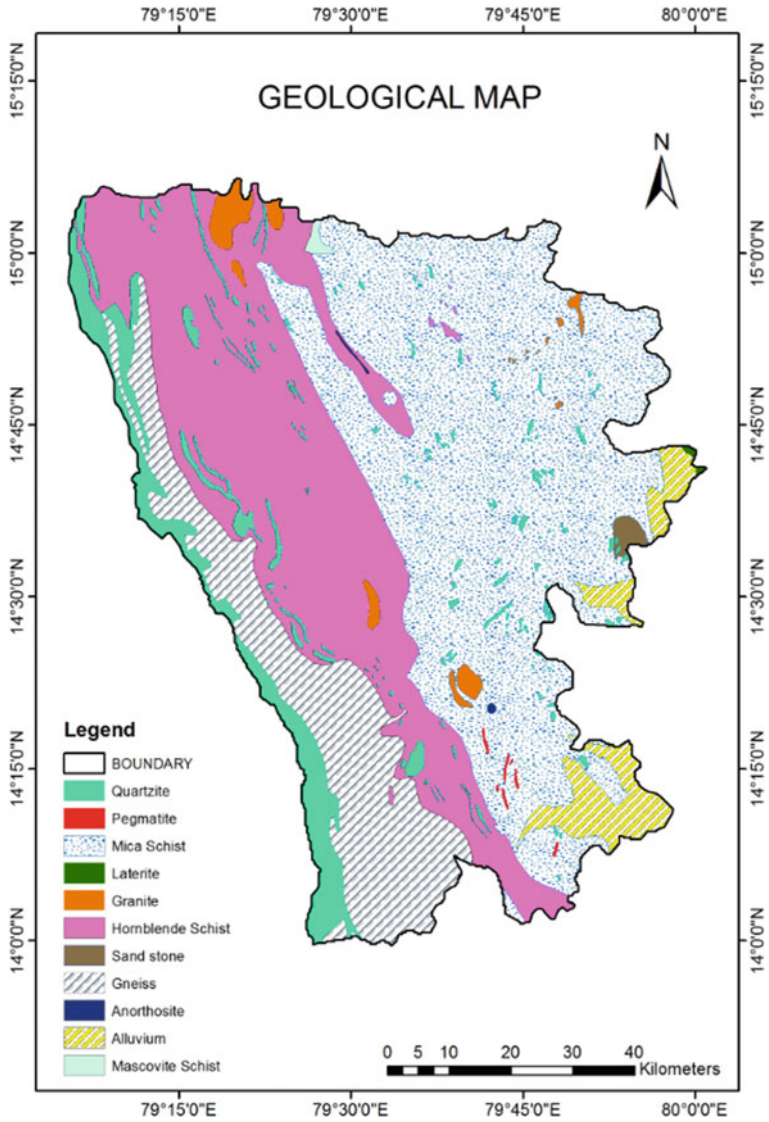 79°15'0"E 79°30'0"E 79°45'0"E 80°0'0"E
15°15'0"N 15°15'0"N
GEOLOGICAL MAP
N
15°0'0"N 15°0'0"N
14°45'0"N 14°45'0"N
14°30'0"N 14°30'0"N
14°15'0"N 14°15'0"N
14°0'0"N 14°0'0"N
Legend
BOUNDARY
Quartzite
Pegmatite
Mica Schist
Laterite
Granite
Hornblende Schist
Sand stone
Gneiss
Anorthosite
Alluvium
Mascovite Schist
0 5 10 20 30 40
Kilometers
79°15'0"E 79°30'0"E 79°45'0"E 80°0'0"E